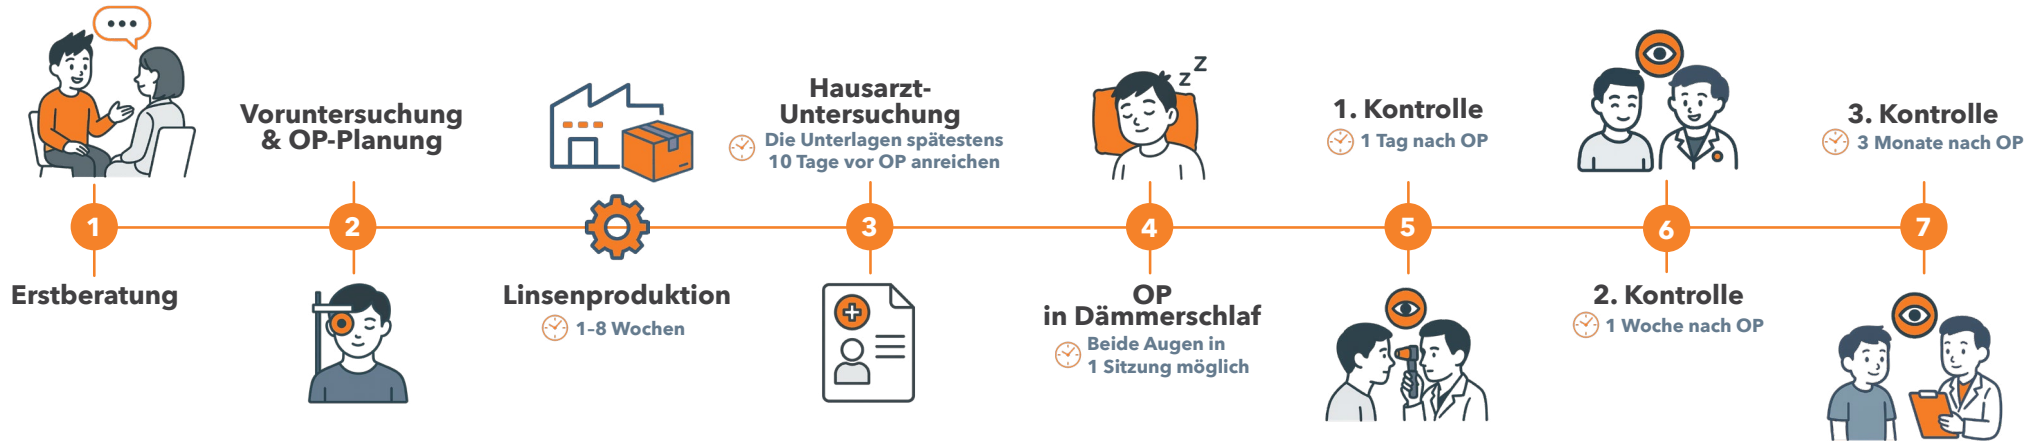 1
Erstberatung
Voruntersuchung
& OP-Planung
2
Linsenproduktion
1–8 Wochen
Hausarzt-
Untersuchung
Die Unterlagen spätestens
10 Tage vor OP anreichen
3
z Z
4
OP
in Dämmerschlaf
Beide Augen in
1 Sitzung möglich
1. Kontrolle
1 Tag nach OP
5
6
2. Kontrolle
1 Woche nach OP
3. Kontrolle
3 Monate nach OP
7